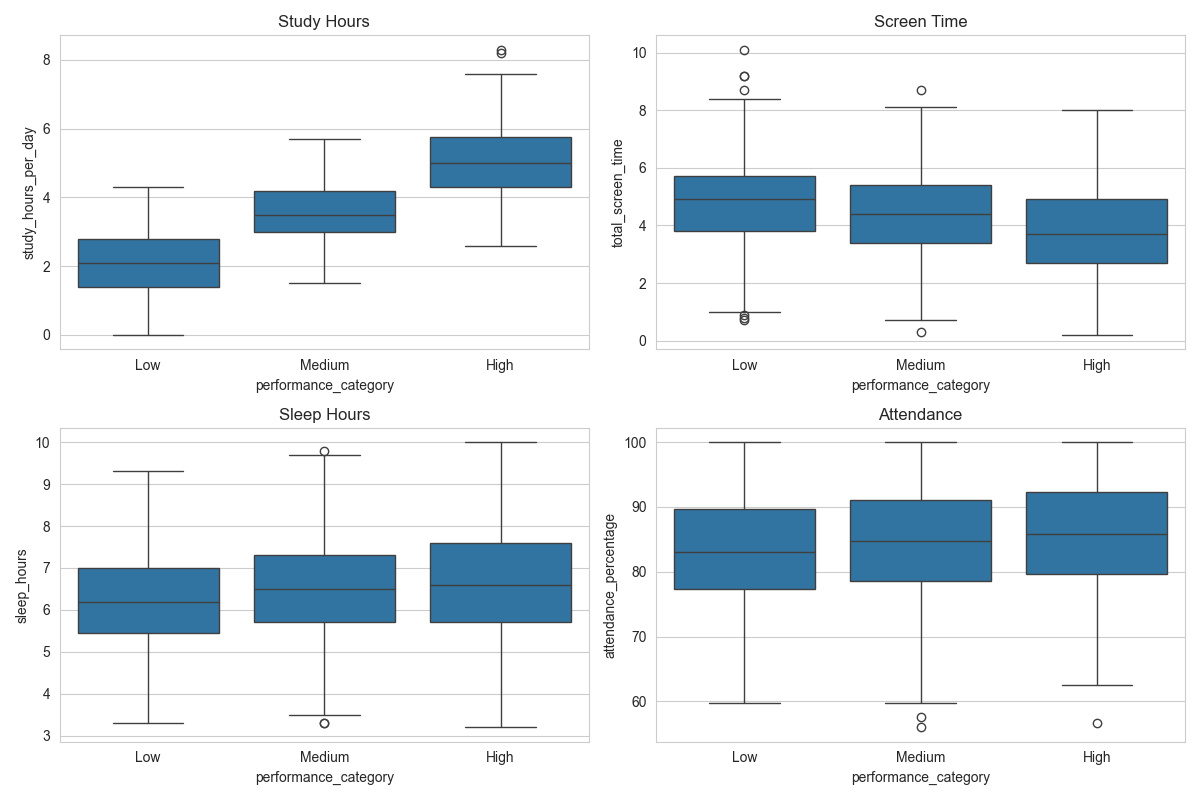 Study Hours
study_hours_per_day
8
6
4
2
0
Low Medium High
performance_category
Screen Time
total_screen_time
10
8
6
4
2
0
Low Medium High
performance_category
Sleep Hours
sleep_hours
10
9
8
7
6
5
4
3
Low Medium High
performance_category
Attendance
attendance_percentage
100
90
80
70
60
Low Medium High
performance_category